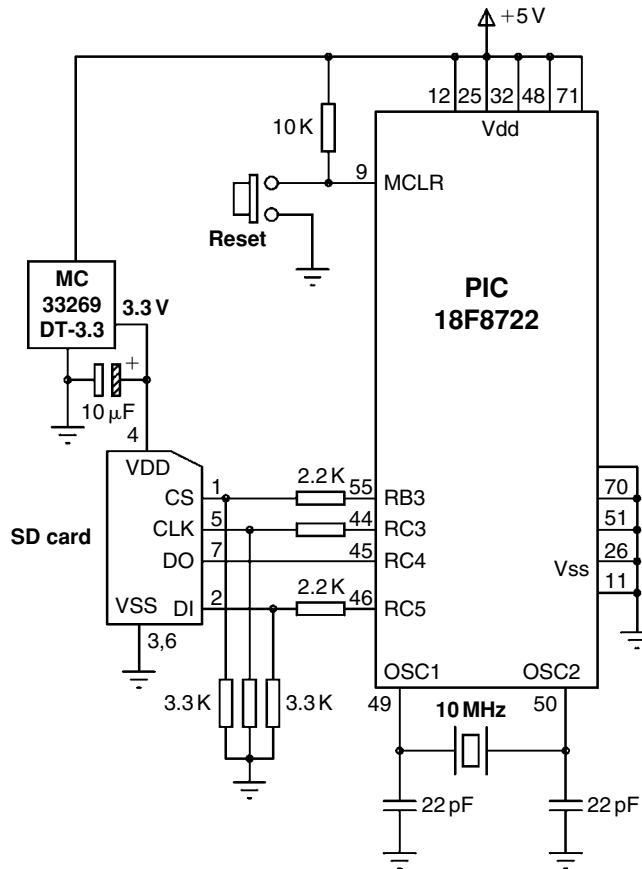 +5 V
12 25 32 48 71
Vdd
10 K
9 MCLR
Reset
PIC
18F8722
MC
33269
DT-3.3
3.3 V
+
10 μF
4
VDD
SD card
CS 1 2.2 K 55 RB3 70
CLK 5 44 RC3 51
DO 7 45 RC4 Vss 26
VSS DI 2 2.2 K 46 RC5 11
3,6
OSC1 OSC2
3.3 K 3.3 K 49 10 MHz 50
22 pF 22 pF